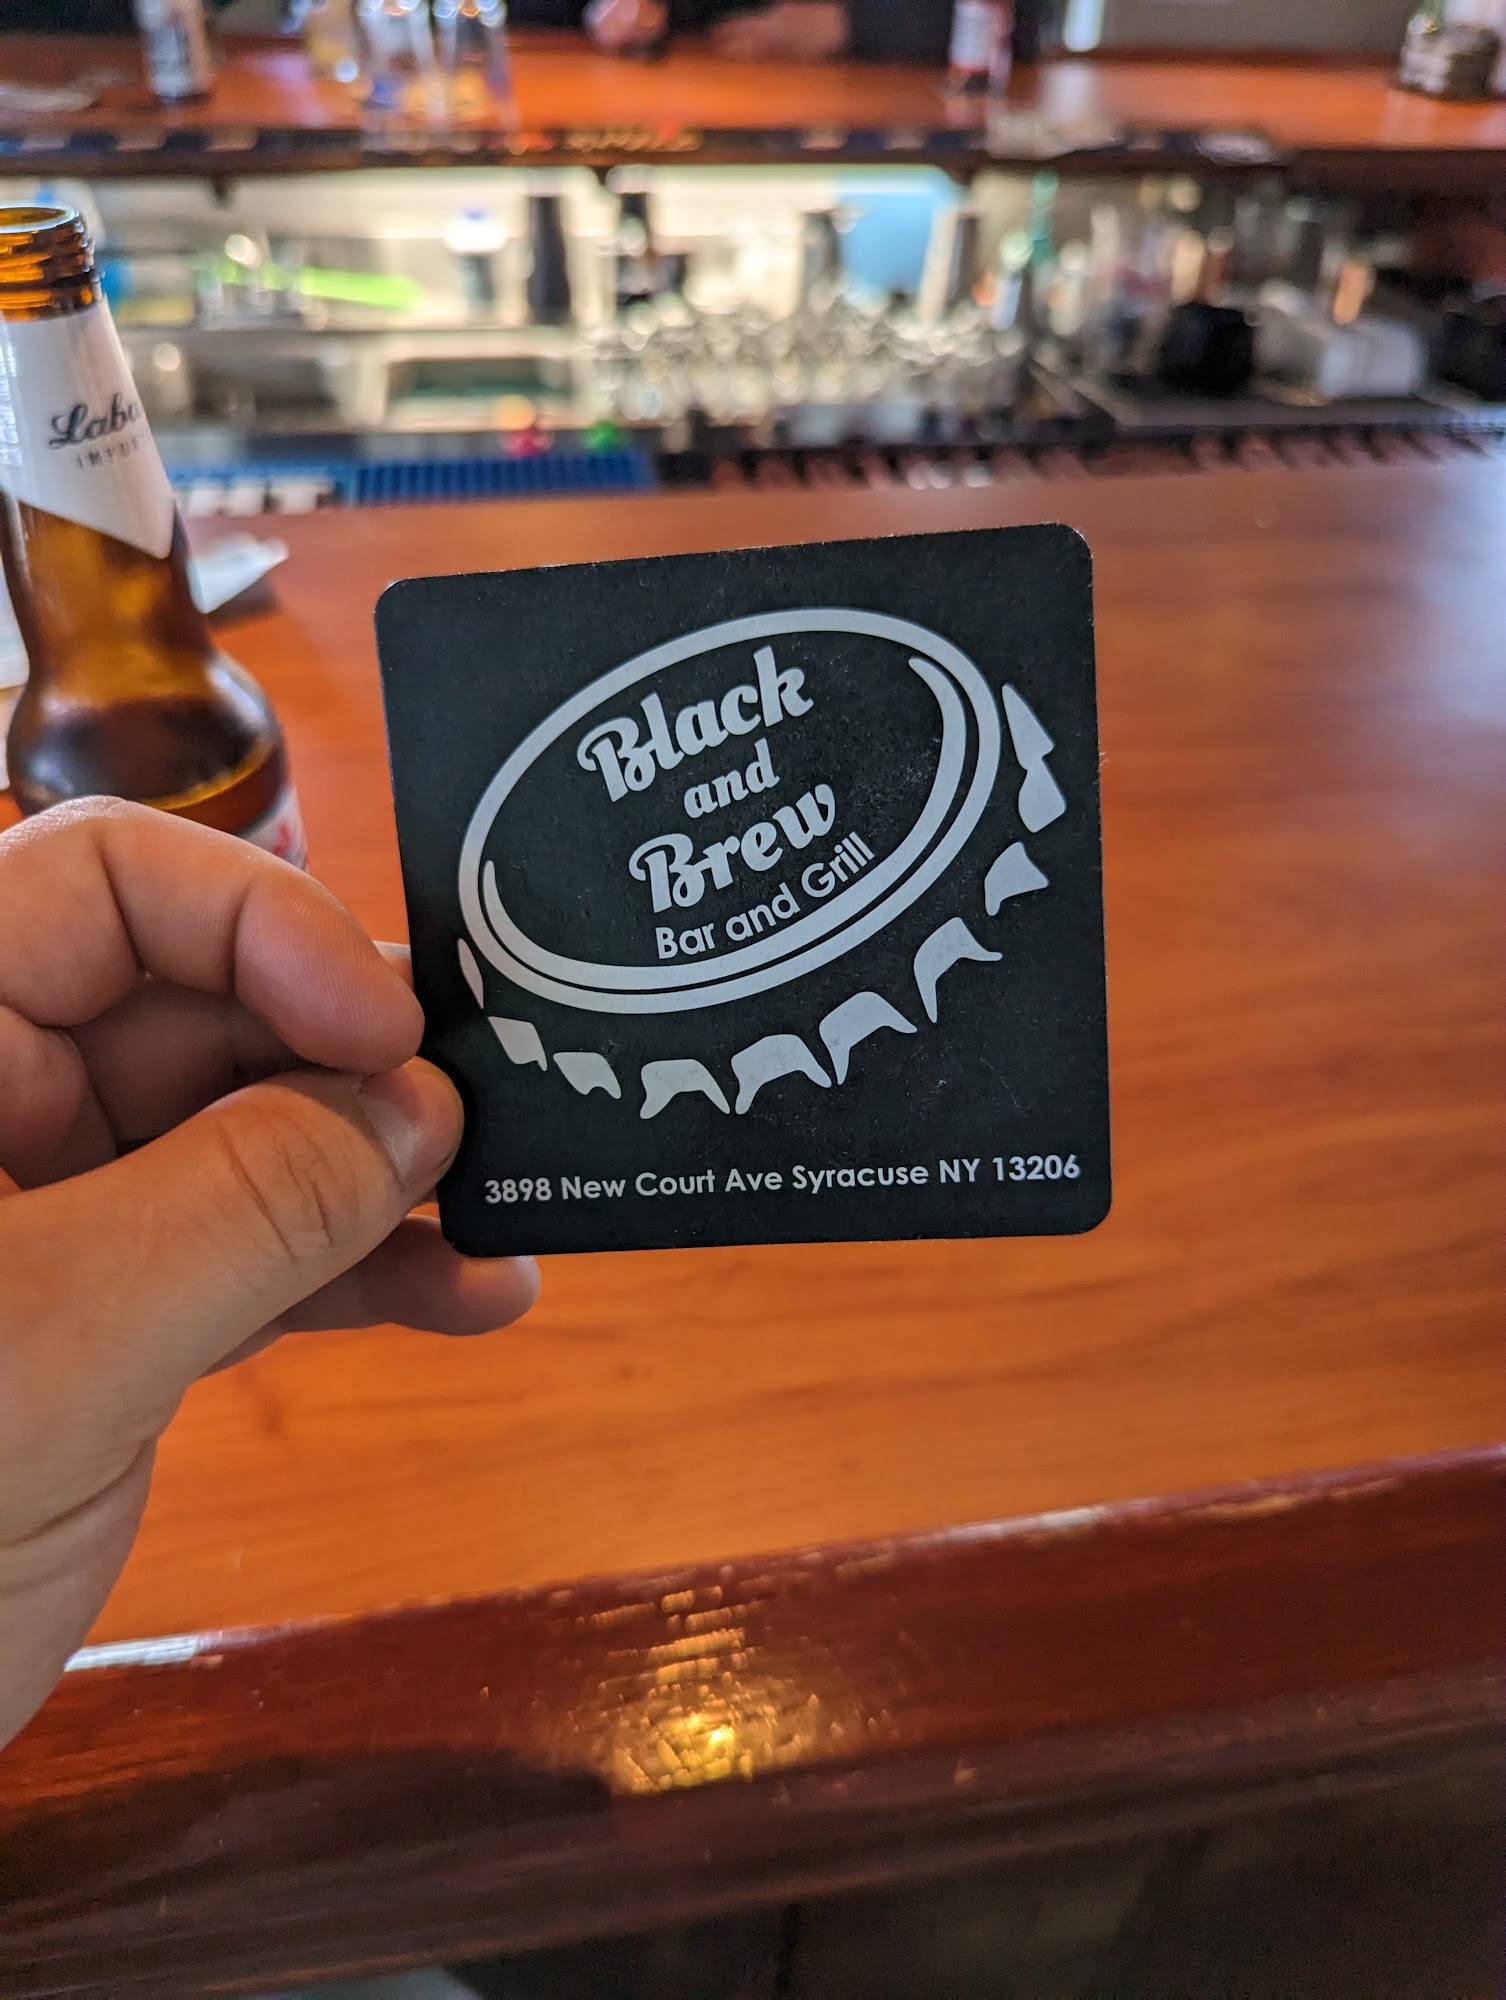 Black
and
Brew
Bar and Grill
3898 New Court Ave Syracuse NY 13206